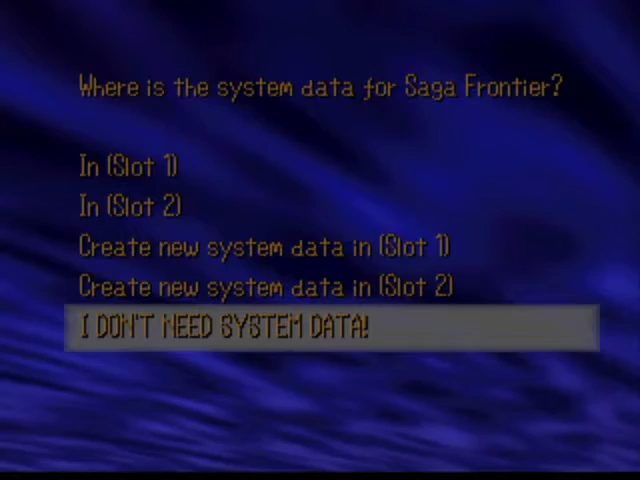 Where is the system data for Saga Frontier?
In (Slot 1)
In (Slot 2)
Create new system data in (Slot 1)
Create new system data in (Slot 2)
I DON'T NEED SYSTEM DATA!